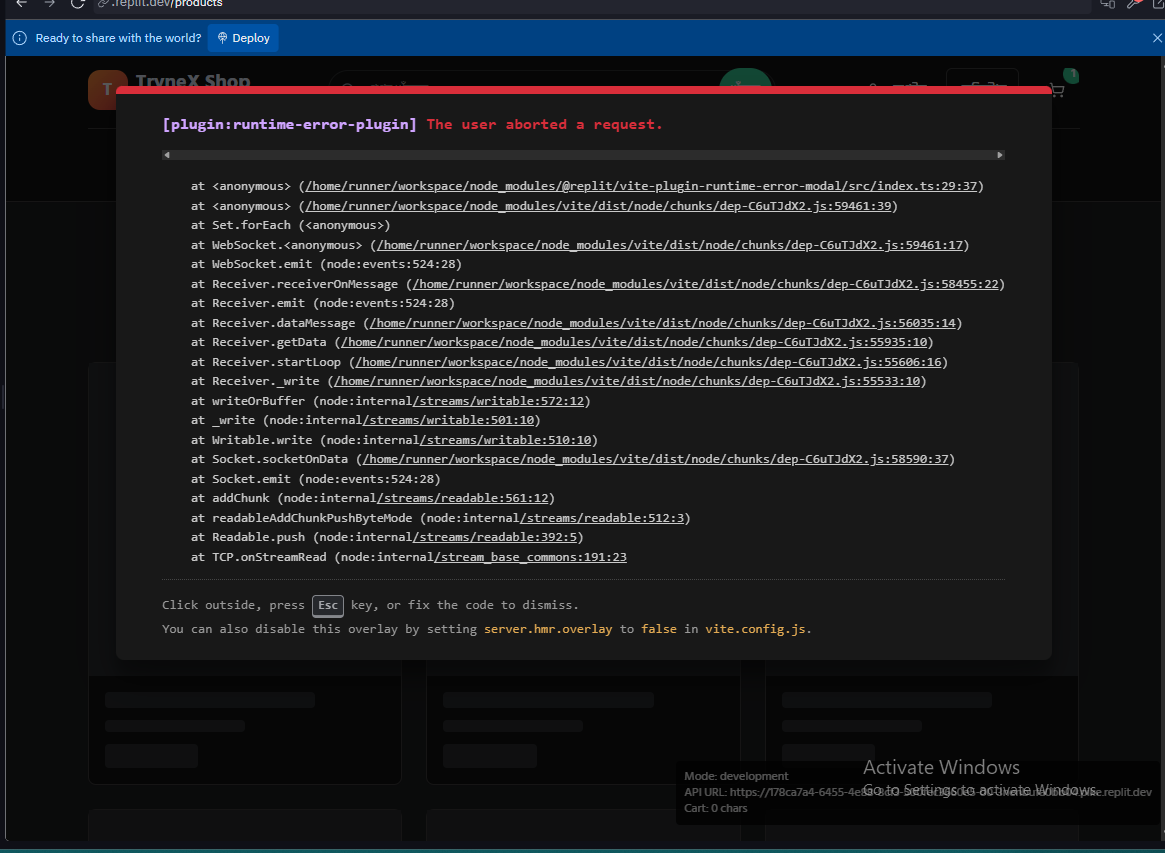 .replit.dev/products
Ready to share with the world? Deploy
T TryneX Shop
1
[plugin:runtime-error-plugin] The user aborted a request.
at <anonymous> (/home/runner/workspace/node_modules/@replit/vite-plugin-runtime-error-modal/src/index.ts:29:37)
at <anonymous> (/home/runner/workspace/node_modules/vite/dist/node/chunks/dep-C6uTJdX2.js:59461:39)
at Set.forEach (<anonymous>)
at WebSocket.<anonymous> (/home/runner/workspace/node_modules/vite/dist/node/chunks/dep-C6uTJdX2.js:59461:17)
at WebSocket.emit (node:events:524:28)
at Receiver.receiverOnMessage (/home/runner/workspace/node_modules/vite/dist/node/chunks/dep-C6uTJdX2.js:58455:22)
at Receiver.emit (node:events:524:28)
at Receiver.dataMessage (/home/runner/workspace/node_modules/vite/dist/node/chunks/dep-C6uTJdX2.js:56035:14)
at Receiver.getData (/home/runner/workspace/node_modules/vite/dist/node/chunks/dep-C6uTJdX2.js:55935:10)
at Receiver.startLoop (/home/runner/workspace/node_modules/vite/dist/node/chunks/dep-C6uTJdX2.js:55606:16)
at Receiver._write (/home/runner/workspace/node_modules/vite/dist/node/chunks/dep-C6uTJdX2.js:55533:10)
at writeOrBuffer (node:internal/streams/writable:572:12)
at _write (node:internal/streams/writable:501:10)
at Writable.write (node:internal/streams/writable:510:10)
at Socket.socketOnData (/home/runner/workspace/node_modules/vite/dist/node/chunks/dep-C6uTJdX2.js:58590:37)
at Socket.emit (node:events:524:28)
at addChunk (node:internal/streams/readable:561:12)
at readableAddChunkPushByteMode (node:internal/streams/readable:512:3)
at Readable.push (node:internal/streams/readable:392:5)
at TCP.onStreamRead (node:internal/stream_base_commons:191:23
Click outside, press Esc key, or fix the code to dismiss.
You can also disable this overlay by setting server.hmr.overlay to false in vite.config.js.
Mode: development
API URL:
Cart: 0 chars
Activate Windows
Go to Settings to activate Windows.